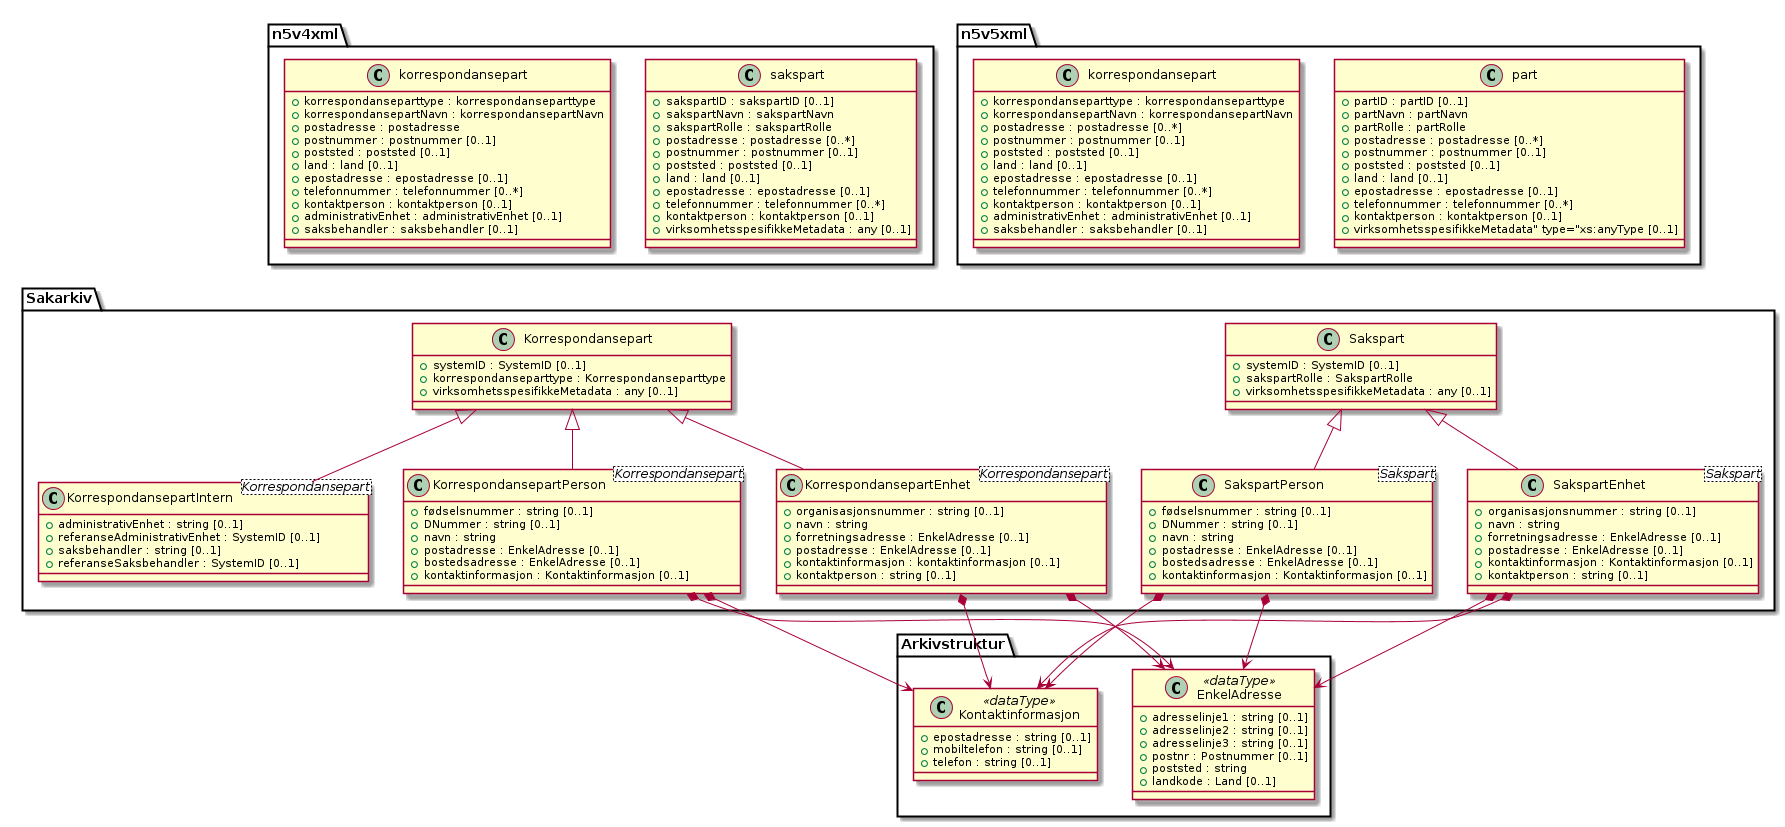 n5v4xml
korrespondansepart
+ korrespondanseparttype : korrespondanseparttype
korrespondansepartNavn : korrespondansepartNavn
postadresse : postadresse
postnummer : postnummer [0..1]
poststed : poststed [0..1]
land : land [0..1]
epostadresse : epostadresse [0..1]
telefonnummer : telefonnummer [0..*]
kontaktperson : kontaktperson [0..1]
administrativEnhet : administrativEnhet [0..1]
saksbehandler : saksbehandler [0..1]
sakspart
sakspartID : sakspartID [0..1]
sakspartNavn : sakspartNavn
sakspartRolle : sakspartRolle
postadresse : postadresse [0..*]
postnummer : postnummer [0..1]
poststed : poststed [0..1]
land : land [0..1]
epostadresse : epostadresse [0..1]
telefonnummer : telefonnummer [0..*]
kontaktperson : kontaktperson [0..1]
virksomhetsspesifikkeMetadata : any [0..1]
n5v5xml
korrespondansepart
korrespondanseparttype : korrespondanseparttype
korrespondansepartNavn : korrespondansepartNavn
postadresse : postadresse [0..*]
postnummer : postnummer [0..1]
poststed : poststed [0..1]
land : land [0..1]
epostadresse : epostadresse [0..1]
telefonnummer : telefonnummer [0..*]
kontaktperson : kontaktperson [0..1]
administrativEnhet : administrativEnhet [0..1]
saksbehandler : saksbehandler [0..1]
part
partID : partID [0..1]
partNavn : partNavn
partRolle : partRolle
postadresse : postadresse [0..*]
postnummer : postnummer [0..1]
poststed : poststed [0..1]
land : land [0..1]
epostadresse : epostadresse [0..1]
telefonnummer : telefonnummer [0..*]
kontaktperson : kontaktperson [0..1]
virksomhetsspesifikkeMetadata" type="xs:anyType [0..1]
Sakarkiv
Korrespondansepart
systemID : SystemID [0..1]
korrespondanseparttype : Korrespondanseparttype
virksomhetsspesifikkeMetadata : any [0..1]
Sakspart
systemID : SystemID [0..1]
sakspartRolle : SakspartRolle
virksomhetsspesifikkeMetadata : any [0..1]
KorrespondansepartIntern
Korrespondansepart
administrativEnhet : string [0..1]
referanseAdministrativEnhet : SystemID [0..1]
saksbehandler : string [0..1]
referanseSaksbehandler : SystemID [0..1]
KorrespondansepartPerson
Korrespondansepart
fødselsnummer : string [0..1]
DNummer : string [0..1]
navn : string
postadresse : EnkelAdresse [0..1]
bostedsadresse : EnkelAdresse [0..1]
kontaktinformasjon : Kontaktinformasjon [0..1]
KorrespondansepartEnhet
Korrespondansepart
organisasjonsnummer : string [0..1]
navn : string
forretningsadresse : EnkelAdresse [0..1]
postadresse : EnkelAdresse [0..1]
kontaktinformasjon : kontaktinformasjon [0..1]
kontaktperson : string [0..1]
SakspartPerson
Sakspart
fødselsnummer : string [0..1]
DNummer : string [0..1]
navn : string
postadresse : EnkelAdresse [0..1]
bostedsadresse : EnkelAdresse [0..1]
kontaktinformasjon : Kontaktinformasjon [0..1]
SakspartEnhet
Sakspart
organisasjonsnummer : string [0..1]
navn : string
forretningsadresse : EnkelAdresse [0..1]
postadresse : EnkelAdresse [0..1]
kontaktinformasjon : Kontaktinformasjon [0..1]
kontaktperson : string [0..1]
Arkivstruktur
«dataType»
Kontaktinformasjon
epostadresse : string [0..1]
mobiltelefon : string [0..1]
telefon : string [0..1]
«dataType»
EnkelAdresse
adresselinje1 : string [0..1]
adresselinje2 : string [0..1]
adresselinje3 : string [0..1]
postnr : Postnummer [0..1]
poststed : string
landkode : Land [0..1]